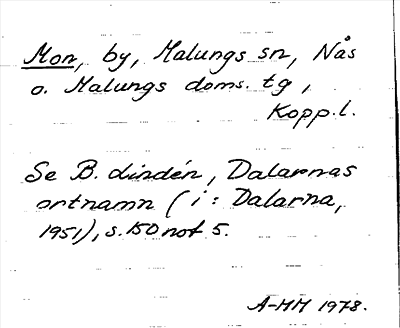 Mon, by, Malungs sn, Nås
o. Malungs doms. tg,
Kopp.l.
Se B. Lindén, Dalarnas
ortnamn (i: Dalarna,
1951), s. 150 not 5.
A-MM 1978.